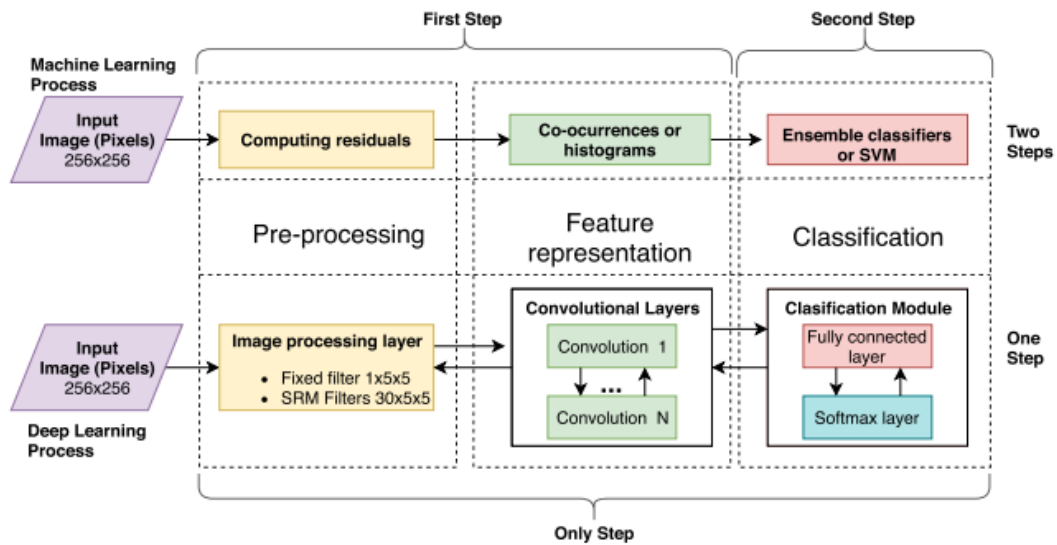 First Step
Second Step
Machine Learning
Process
Input
Image (Pixels)
256x256
Computing residuals
Co-ocurrences or
histograms
Ensemble classifiers
or SVM
Two
Steps
Pre-processing
Feature
representation
Classification
Input
Image (Pixels)
256x256
Deep Learning
Process
Image processing layer
• Fixed filter 1x5x5
• SRM Filters 30x5x5
Convolutional Layers
Convolution 1
...
Convolution N
Clasification Module
Fully connected
layer
Softmax layer
One
Step
Only Step